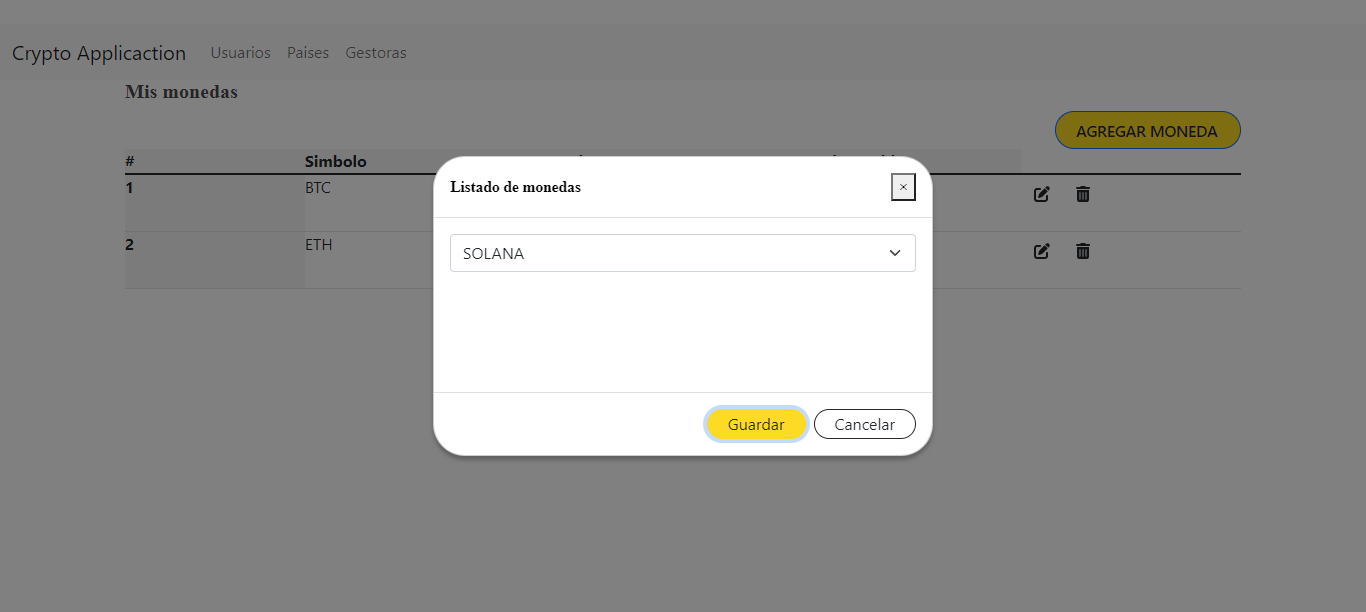 Crypto Applicaction Usuarios Paises Gestoras
Mis monedas
AGREGAR MONEDA
# Simbolo
1 BTC
2 ETH
Listado de monedas ×
SOLANA
Guardar Cancelar